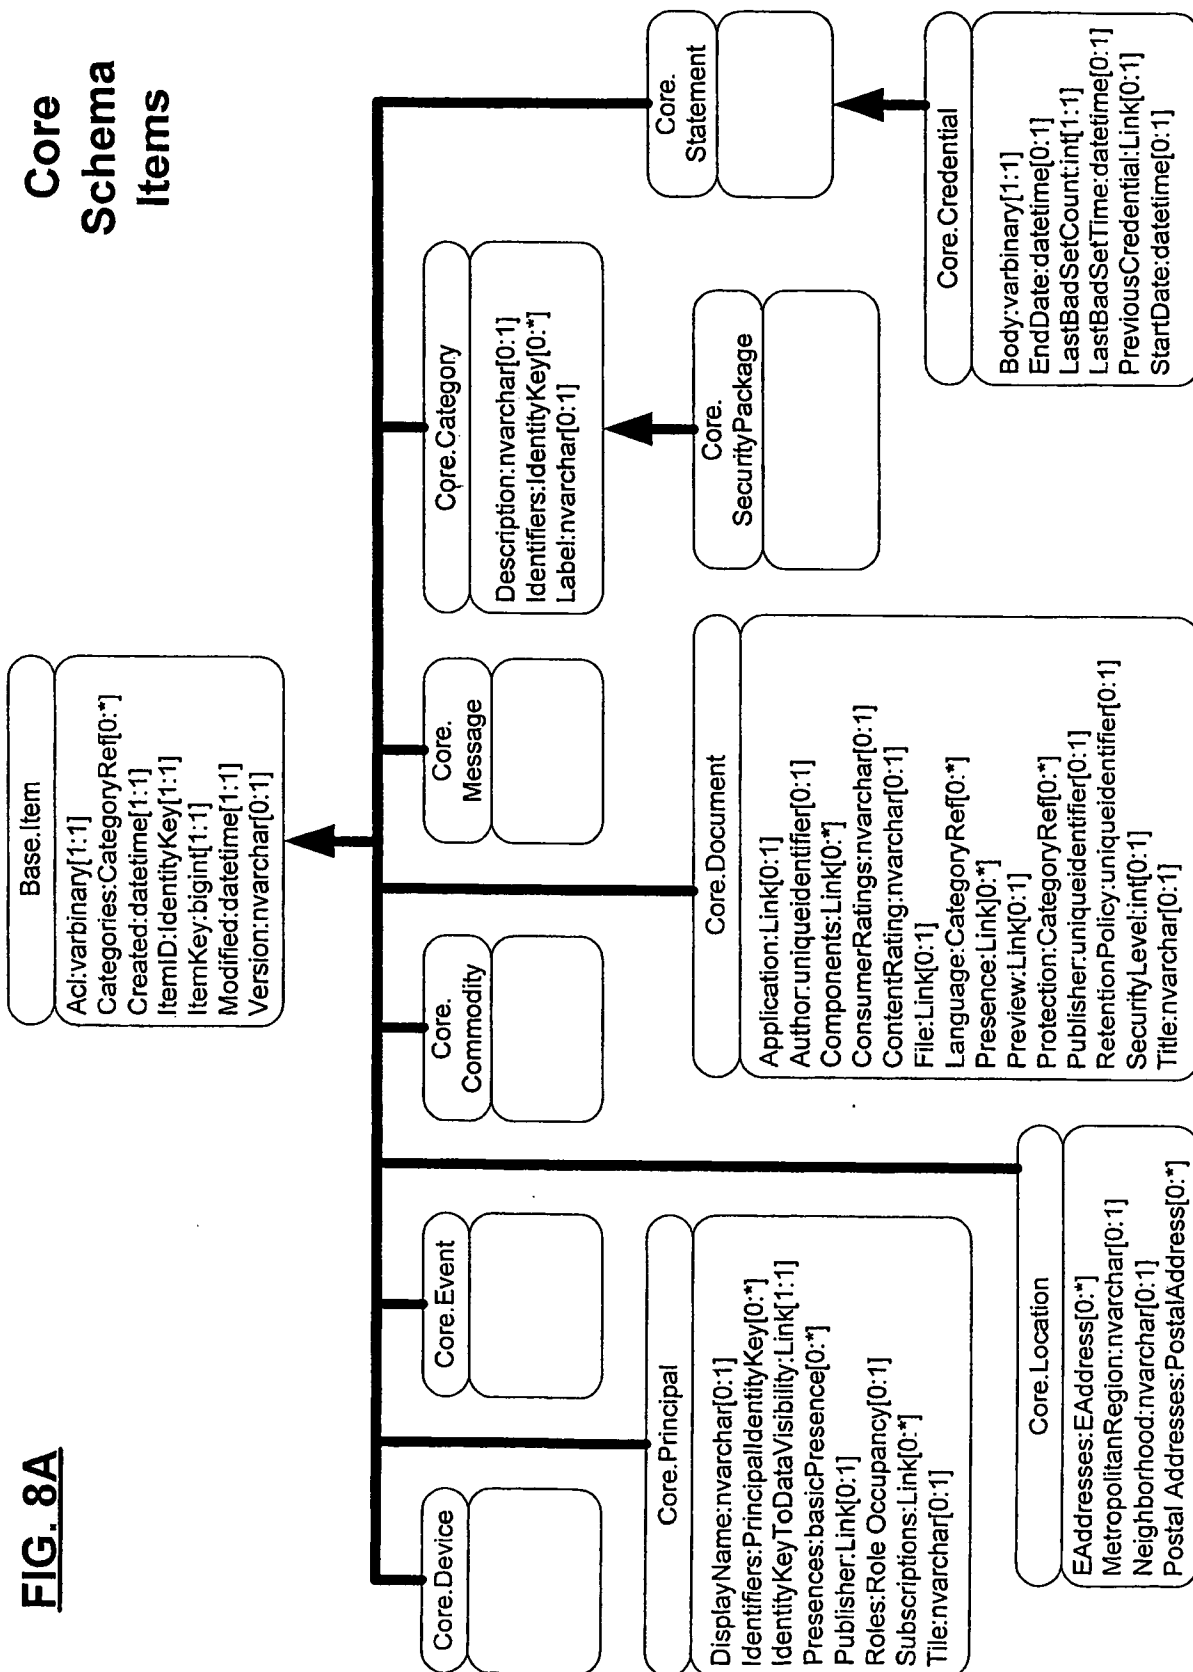 FIG. 8A
Core
Schema
Items
Base.Item
Acl:varbinary[1:1]
Categories:CategoryRef[0:*]
Created:datetime[1:1]
ItemID:IdentityKey[1:1]
ItemKey:bigint[1:1]
Modified:datetime[1:1]
Version:nvarchar[0:1]
Core.Device
Core.Event
Core.
Commodity
Core.
Message
Core.Category
Description:nvarchar[0:1]
Identifiers:IdentityKey[0:*]
Label:nvarchar[0:1]
Core.
Statement
Core.Principal
DisplayName:nvarchar[0:1]
Identifiers:PrincipalIdentityKey[0:*]
IdentityKeyToDataVisibility:Link[1:1]
Presences:basicPresence[0:*]
Publisher:Link[0:1]
Roles:Role Occupancy[0:1]
Subscriptions:Link[0:*]
Tile:nvarchar[0:1]
Core.Document
Application:Link[0:1]
Author:uniqueidentifier[0:1]
Components:Link[0:*]
ConsumerRatings:nvarchar[0:1]
ContentRating:nvarchar[0:1]
File:Link[0:1]
Language:CategoryRef[0:*]
Presence:Link[0:*]
Preview:Link[0:1]
Protection:CategoryRef[0:*]
Publisher:uniqueidentifier[0:1]
RetentionPolicy:uniqueidentifier[0:1]
SecurityLevel:int[0:1]
Title:nvarchar[0:1]
Core.
SecurityPackage
Core.Credential
Body:varbinary[1:1]
EndDate:datetime[0:1]
LastBadSetCount:int[1:1]
LastBadSetTime:datetime[0:1]
PreviousCredential:Link[0:1]
StartDate:datetime[0:1]
Core.Location
EAddresses:EAddress[0:*]
MetropolitanRegion:nvarchar[0:1]
Neighborhood:nvarchar[0:1]
Postal Addresses:PostalAddress[0:*]